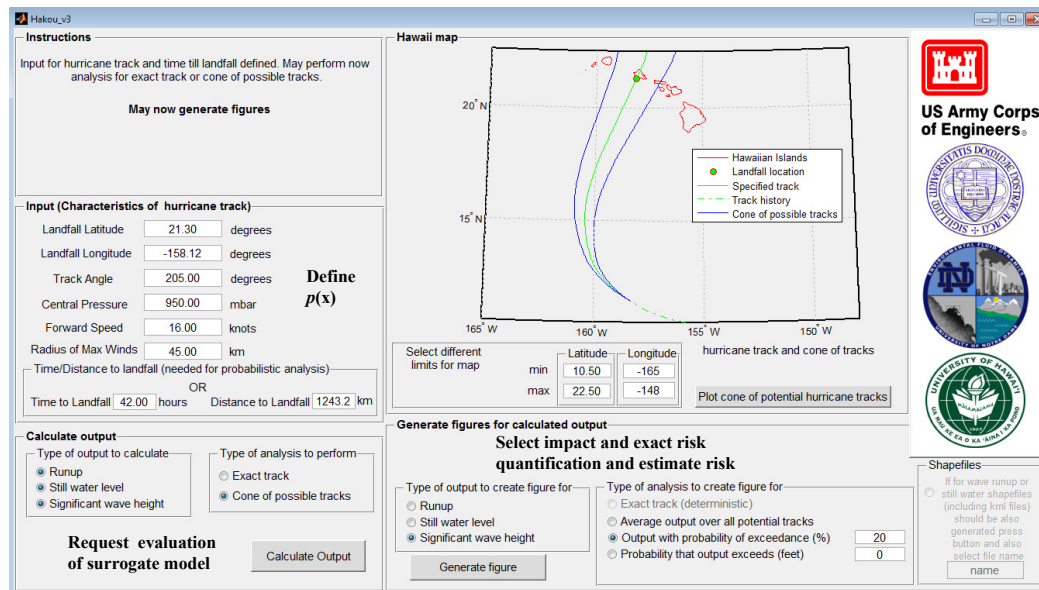 Hakou_v3
Instructions
Input for hurricane track and time till landfall defined. May perform now
analysis for exact track or cone of possible tracks.
May now generate figures
Input (Characteristics of hurricane track)
Landfall Latitude 21.30 degrees
Landfall Longitude -158.12 degrees
Track Angle 205.00 degrees
Central Pressure 950.00 mbar
Forward Speed 16.00 knots
Radius of Max Winds 45.00 km
Define
p(x)
Time/Distance to landfall (needed for probabilistic analysis)
OR
Time to Landfall 42.00 hours Distance to Landfall 1243.2 km
Calculate output
Type of output to calculate
Runup
Still water level
Significant wave height
Type of analysis to perform
Exact track
Cone of possible tracks
Request evaluation
of surrogate model
Calculate Output
Hawaii map
20° N
15° N
165° W
160° W
155° W
150° W
Hawaiian Islands
Landfall location
Specified track
Track history
Cone of possible tracks
Select different
limits for map
Latitude Longitude
min 10.50 -165
max 22.50 -148
hurricane track and cone of tracks
Plot cone of potential hurricane tracks
Generate figures for calculated output
Select impact and exact risk
quantification and estimate risk
Type of output to create figure for
Runup
Still water level
Significant wave height
Generate figure
Type of analysis to create figure for
Exact track (deterministic)
Average output over all potential tracks
Output with probability of exceedance (%) 20
Probability that output exceeds (feet) 0
US Army Corps
of Engineers®
ENVIRONMENTAL FLUID DYNAMICS
UNIVERSITY OF NOTRE DAME
UNIVERSITY OF HAWAI'I
1907
Shapefiles
If for wave runup or
still water shapefiles
(including kml files)
should be also
generated press
button and also
select file name
name